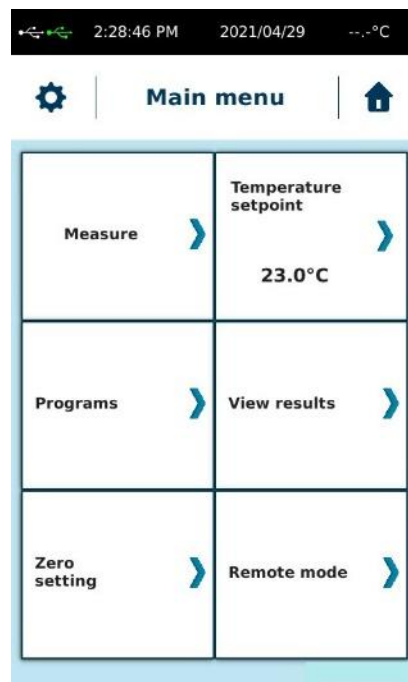 2:28:46 PM 2021/04/29 --.-°C
Main menu
Measure
Temperature
setpoint
23.0°C
Programs
View results
Zero
setting
Remote mode